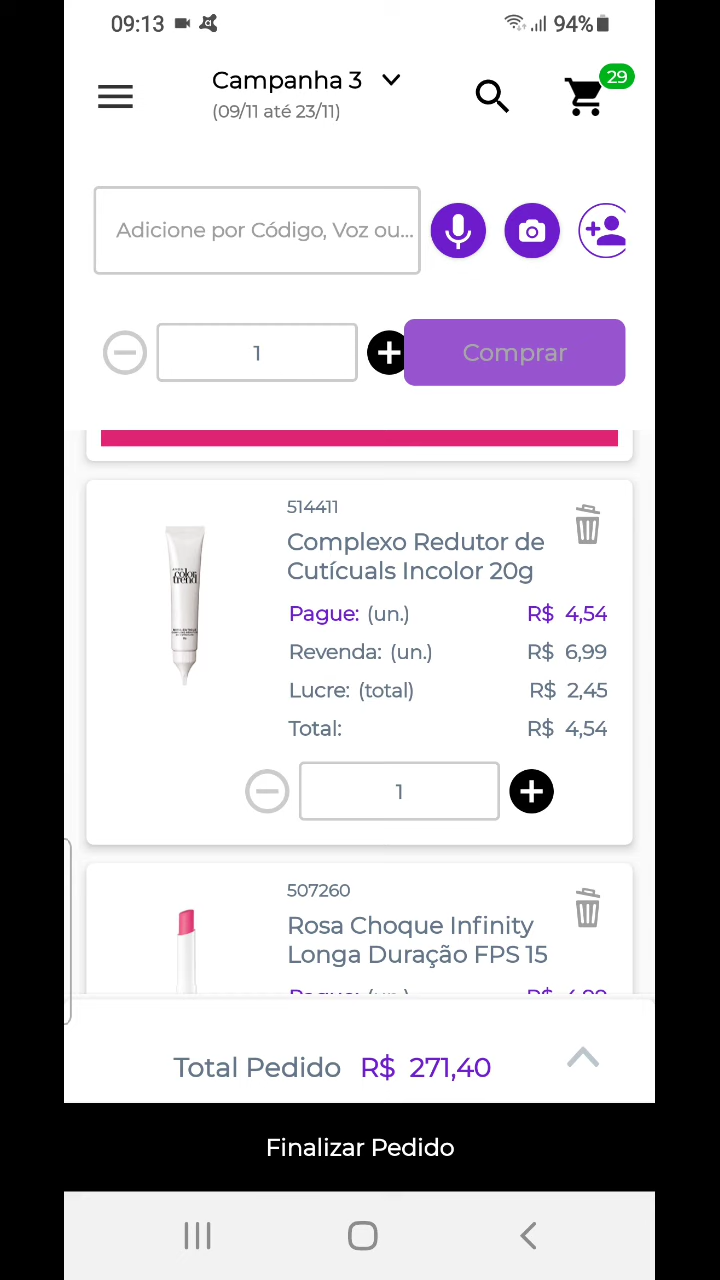 09:13
94%
Campanha 3
(09/11 até 23/11)
29
Adicione por Código, Voz ou...
1
Comprar
514411
Complexo Redutor de
Cutícuals Incolor 20g
color
trend
Pague: (un.) R$ 4,54
Revenda: (un.) R$ 6,99
Lucre: (total) R$ 2,45
Total: R$ 4,54
1
507260
Rosa Choque Infinity
Longa Duração FPS 15
Total Pedido R$ 271,40
Finalizar Pedido